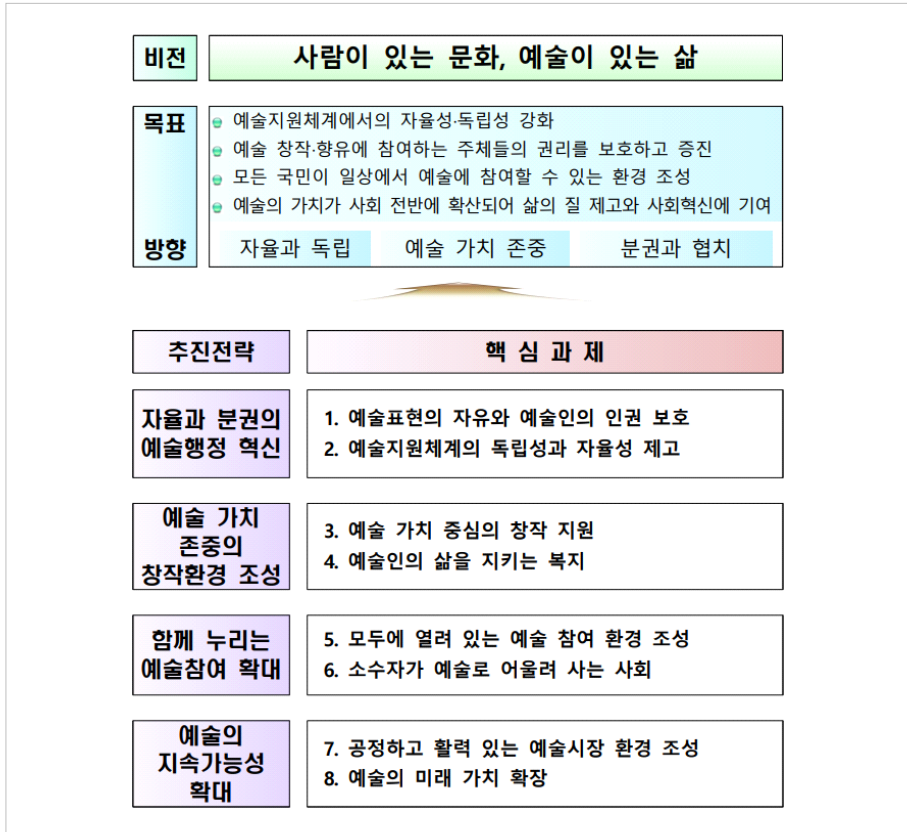 비전
사람이 있는 문화, 예술이 있는 삶
목표
예술지원체계에서의 자율성·독립성 강화
예술 창작·향유에 참여하는 주체들의 권리를 보호하고 증진
모든 국민이 일상에서 예술에 참여할 수 있는 환경 조성
예술의 가치가 사회 전반에 확산되어 삶의 질 제고와 사회혁신에 기여
방향
자율과 독립
예술 가치 존중
분권과 협치
추진전략
핵 심 과 제
자율과 분권의
예술행정 혁신
1. 예술표현의 자유와 예술인의 인권 보호
2. 예술지원체계의 독립성과 자율성 제고
예술 가치
존중의
창작환경 조성
3. 예술 가치 중심의 창작 지원
4. 예술인의 삶을 지키는 복지
함께 누리는
예술참여 확대
5. 모두에 열려 있는 예술 참여 환경 조성
6. 소수자가 예술로 어울려 사는 사회
예술의
지속가능성
확대
7. 공정하고 활력 있는 예술시장 환경 조성
8. 예술의 미래 가치 확장